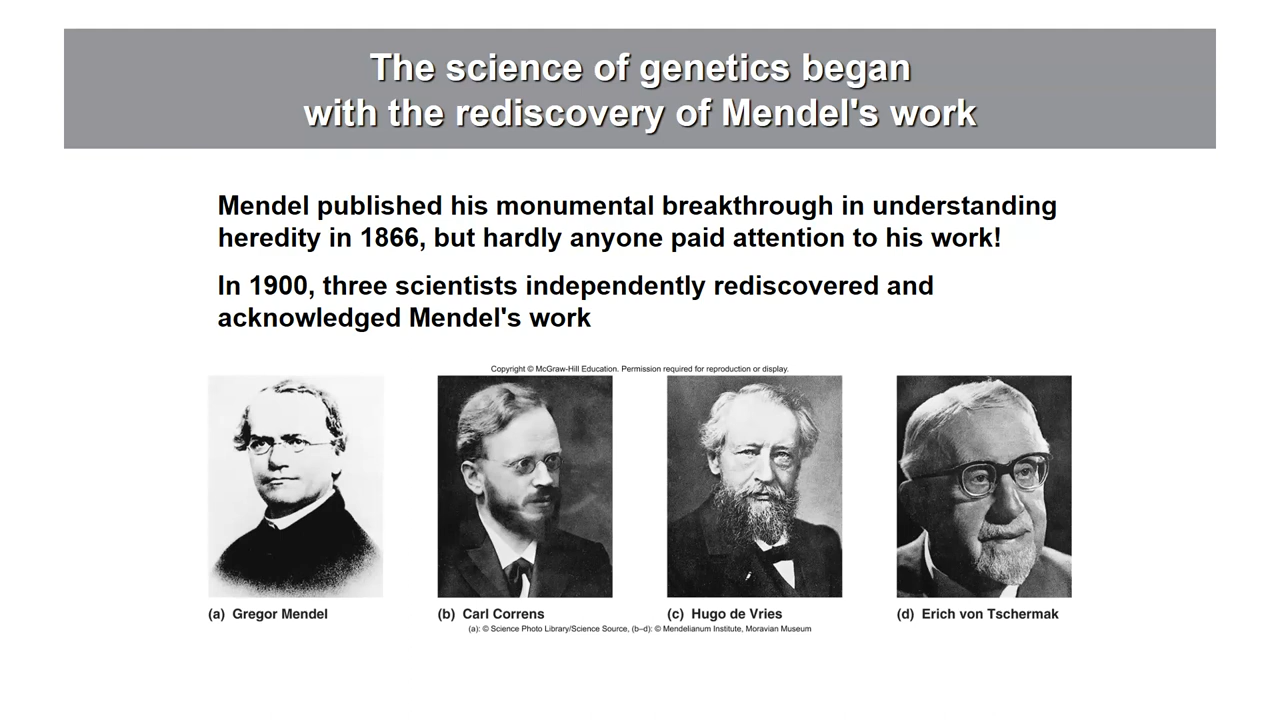 The science of genetics began
with the rediscovery of Mendel's work
Mendel published his monumental breakthrough in understanding
heredity in 1866, but hardly anyone paid attention to his work!
In 1900, three scientists independently rediscovered and
acknowledged Mendel's work
Copyright © McGraw-Hill Education. Permission required for reproduction or display.
(a) Gregor Mendel
(b) Carl Correns
(c) Hugo de Vries
(d) Erich von Tschermak
(a): © Science Photo Library/Science Source, (b–d): © Mendelianum Institute, Moravian Museum